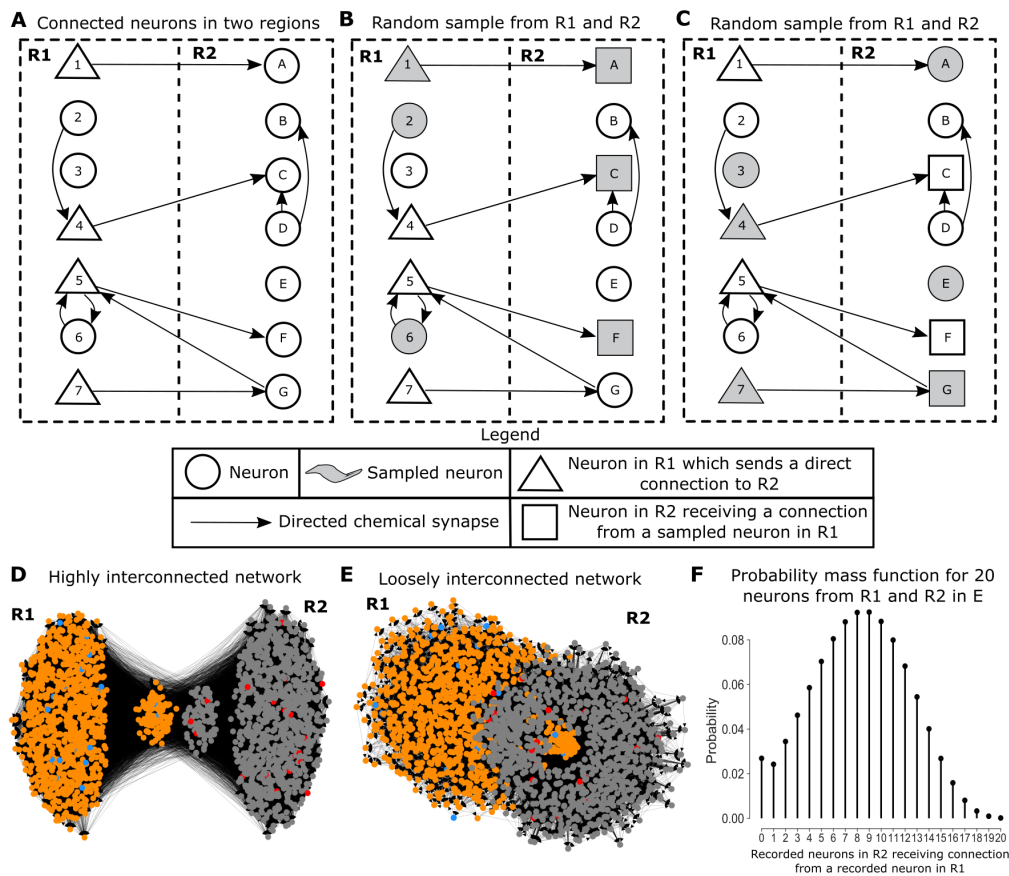 A Connected neurons in two regions
R1 R2
1 A
2 B
3 C
4 D
5 E
6 F
7 G
B Random sample from R1 and R2
R1 R2
1 A
2 B
3 C
4 D
5 E
6 F
7 G
C Random sample from R1 and R2
R1 R2
1 A
2 B
3 C
4 D
5 E
6 F
7 G
Legend
Neuron
Sampled neuron
Neuron in R1 which sends a direct
connection to R2
Directed chemical synapse
Neuron in R2 receiving a connection
from a sampled neuron in R1
D Highly interconnected network
R1 R2
E Loosely interconnected network
R1
R2
F Probability mass function for 20
neurons from R1 and R2 in E
Probability
0.08
0.06
0.04
0.02
0.00
0 1 2 3 4 5 6 7 8 9 10 11 12 13 14 15 16 17 18 19 20
Recorded neurons in R2 receiving connection
from a recorded neuron in R1